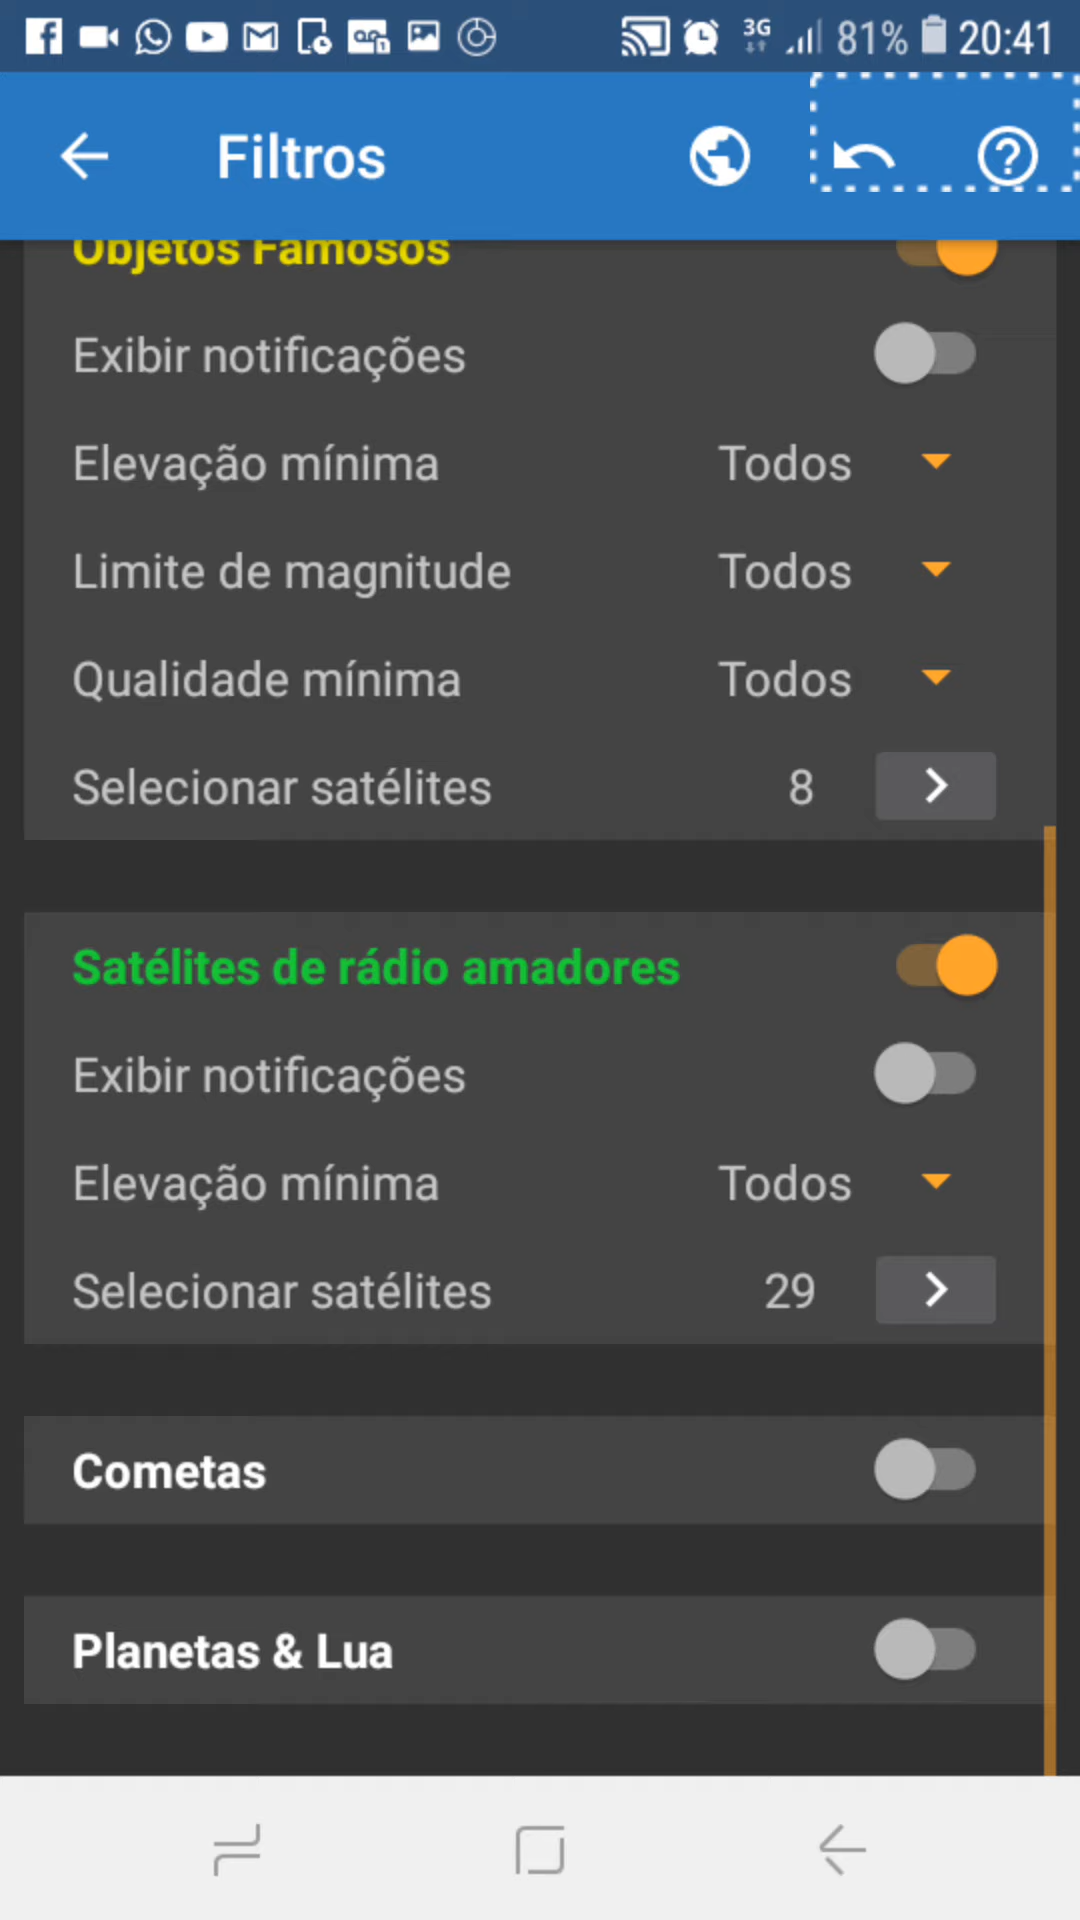 3G 81% 20:41
Filtros
Objetos Famosos
Exibir notificações
Elevação mínima Todos
Limite de magnitude Todos
Qualidade mínima Todos
Selecionar satélites 8
Satélites de rádio amadores
Exibir notificações
Elevação mínima Todos
Selecionar satélites 29
Cometas
Planetas & Lua